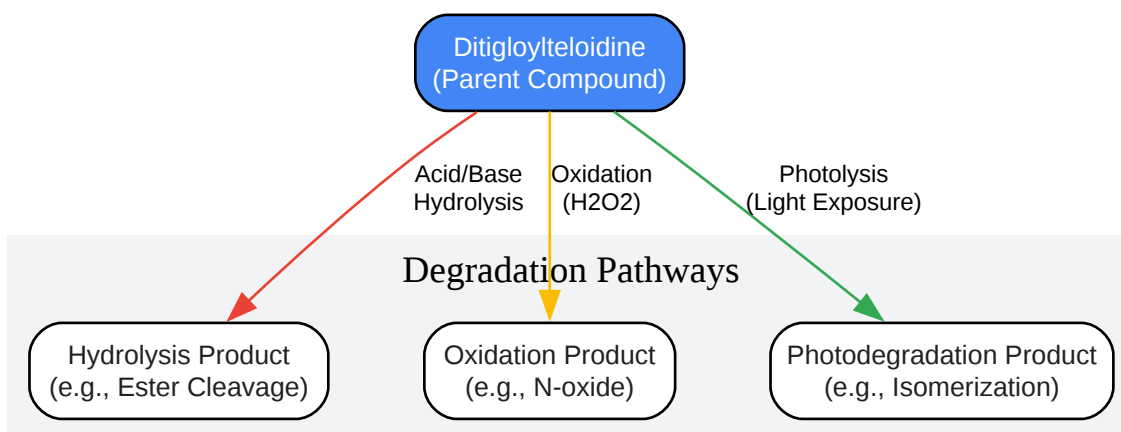 Ditigloylteloidine
(Parent Compound)
Acid/Base
Hydrolysis
Oxidation
(H2O2)
Photolysis
(Light Exposure)
Degradation Pathways
Hydrolysis Product
(e.g., Ester Cleavage)
Oxidation Product
(e.g., N-oxide)
Photodegradation Product
(e.g., Isomerization)